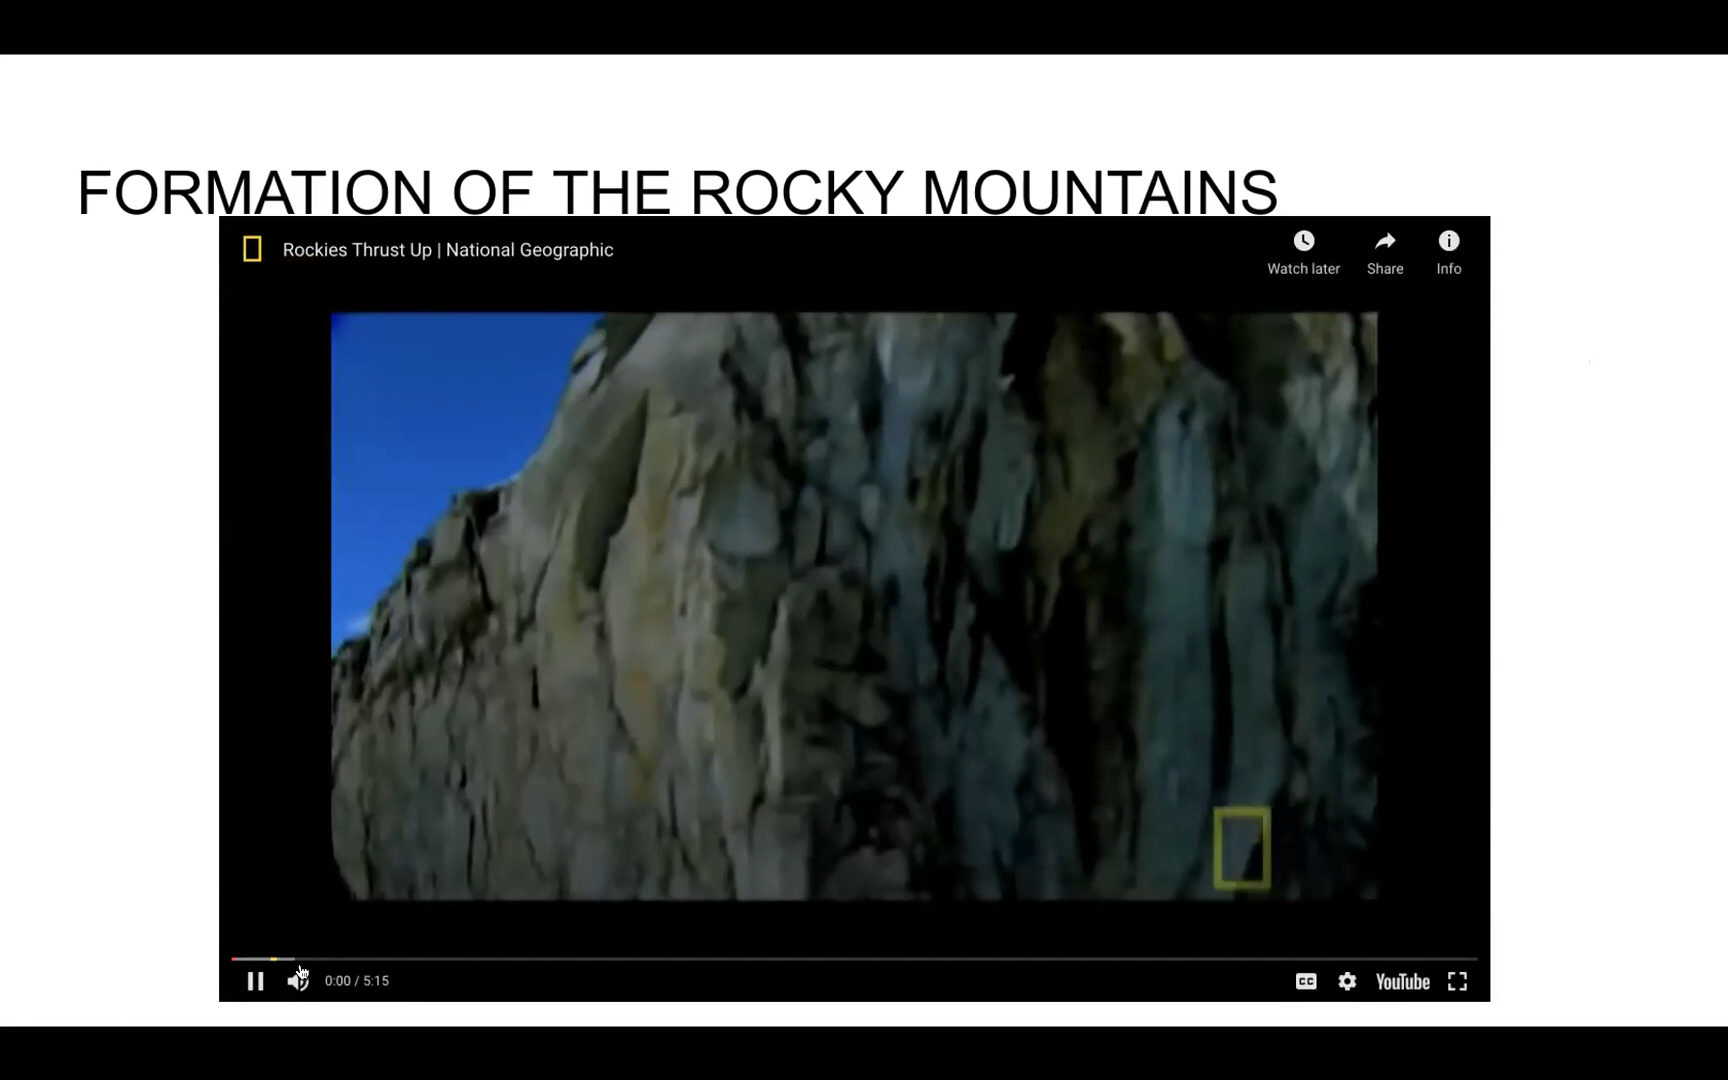 FORMATION OF THE ROCKY MOUNTAINS
Rockies Thrust Up | National Geographic
Watch later
Share
Info
0:00 / 5:15
CC
YouTube